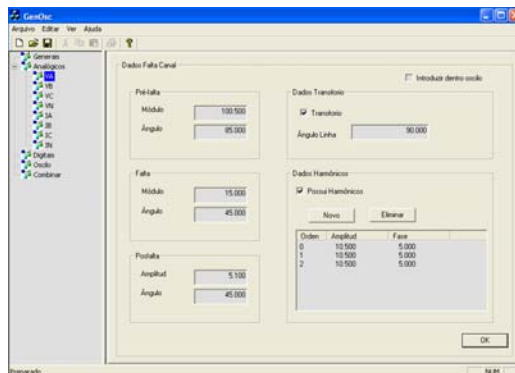 GenOsc
Arquivo Editar Ver Ajuda
Generais
Analógicos
VA
VB
VC
VN
IA
IB
IC
IN
Digitais
Oscilo
Combinar
Dados Falta Canal
Introduzir dentro oscilo
Pré-falta
Módulo 100.500
Ângulo 85.000
Falta
Módulo 15.000
Ângulo 45.000
Posfalta
Amplitud 5.100
Ângulo 45.000
Dados Transitorio
Transitorio
Ângulo Linha 90.000
Dados Harmônicos
Possui Harmônicos
Novo Eliminar
Orden Amplitud Fase
0 10.500 5.000
1 10.500 5.000
2 10.500 5.000
OK
Preparado NUM